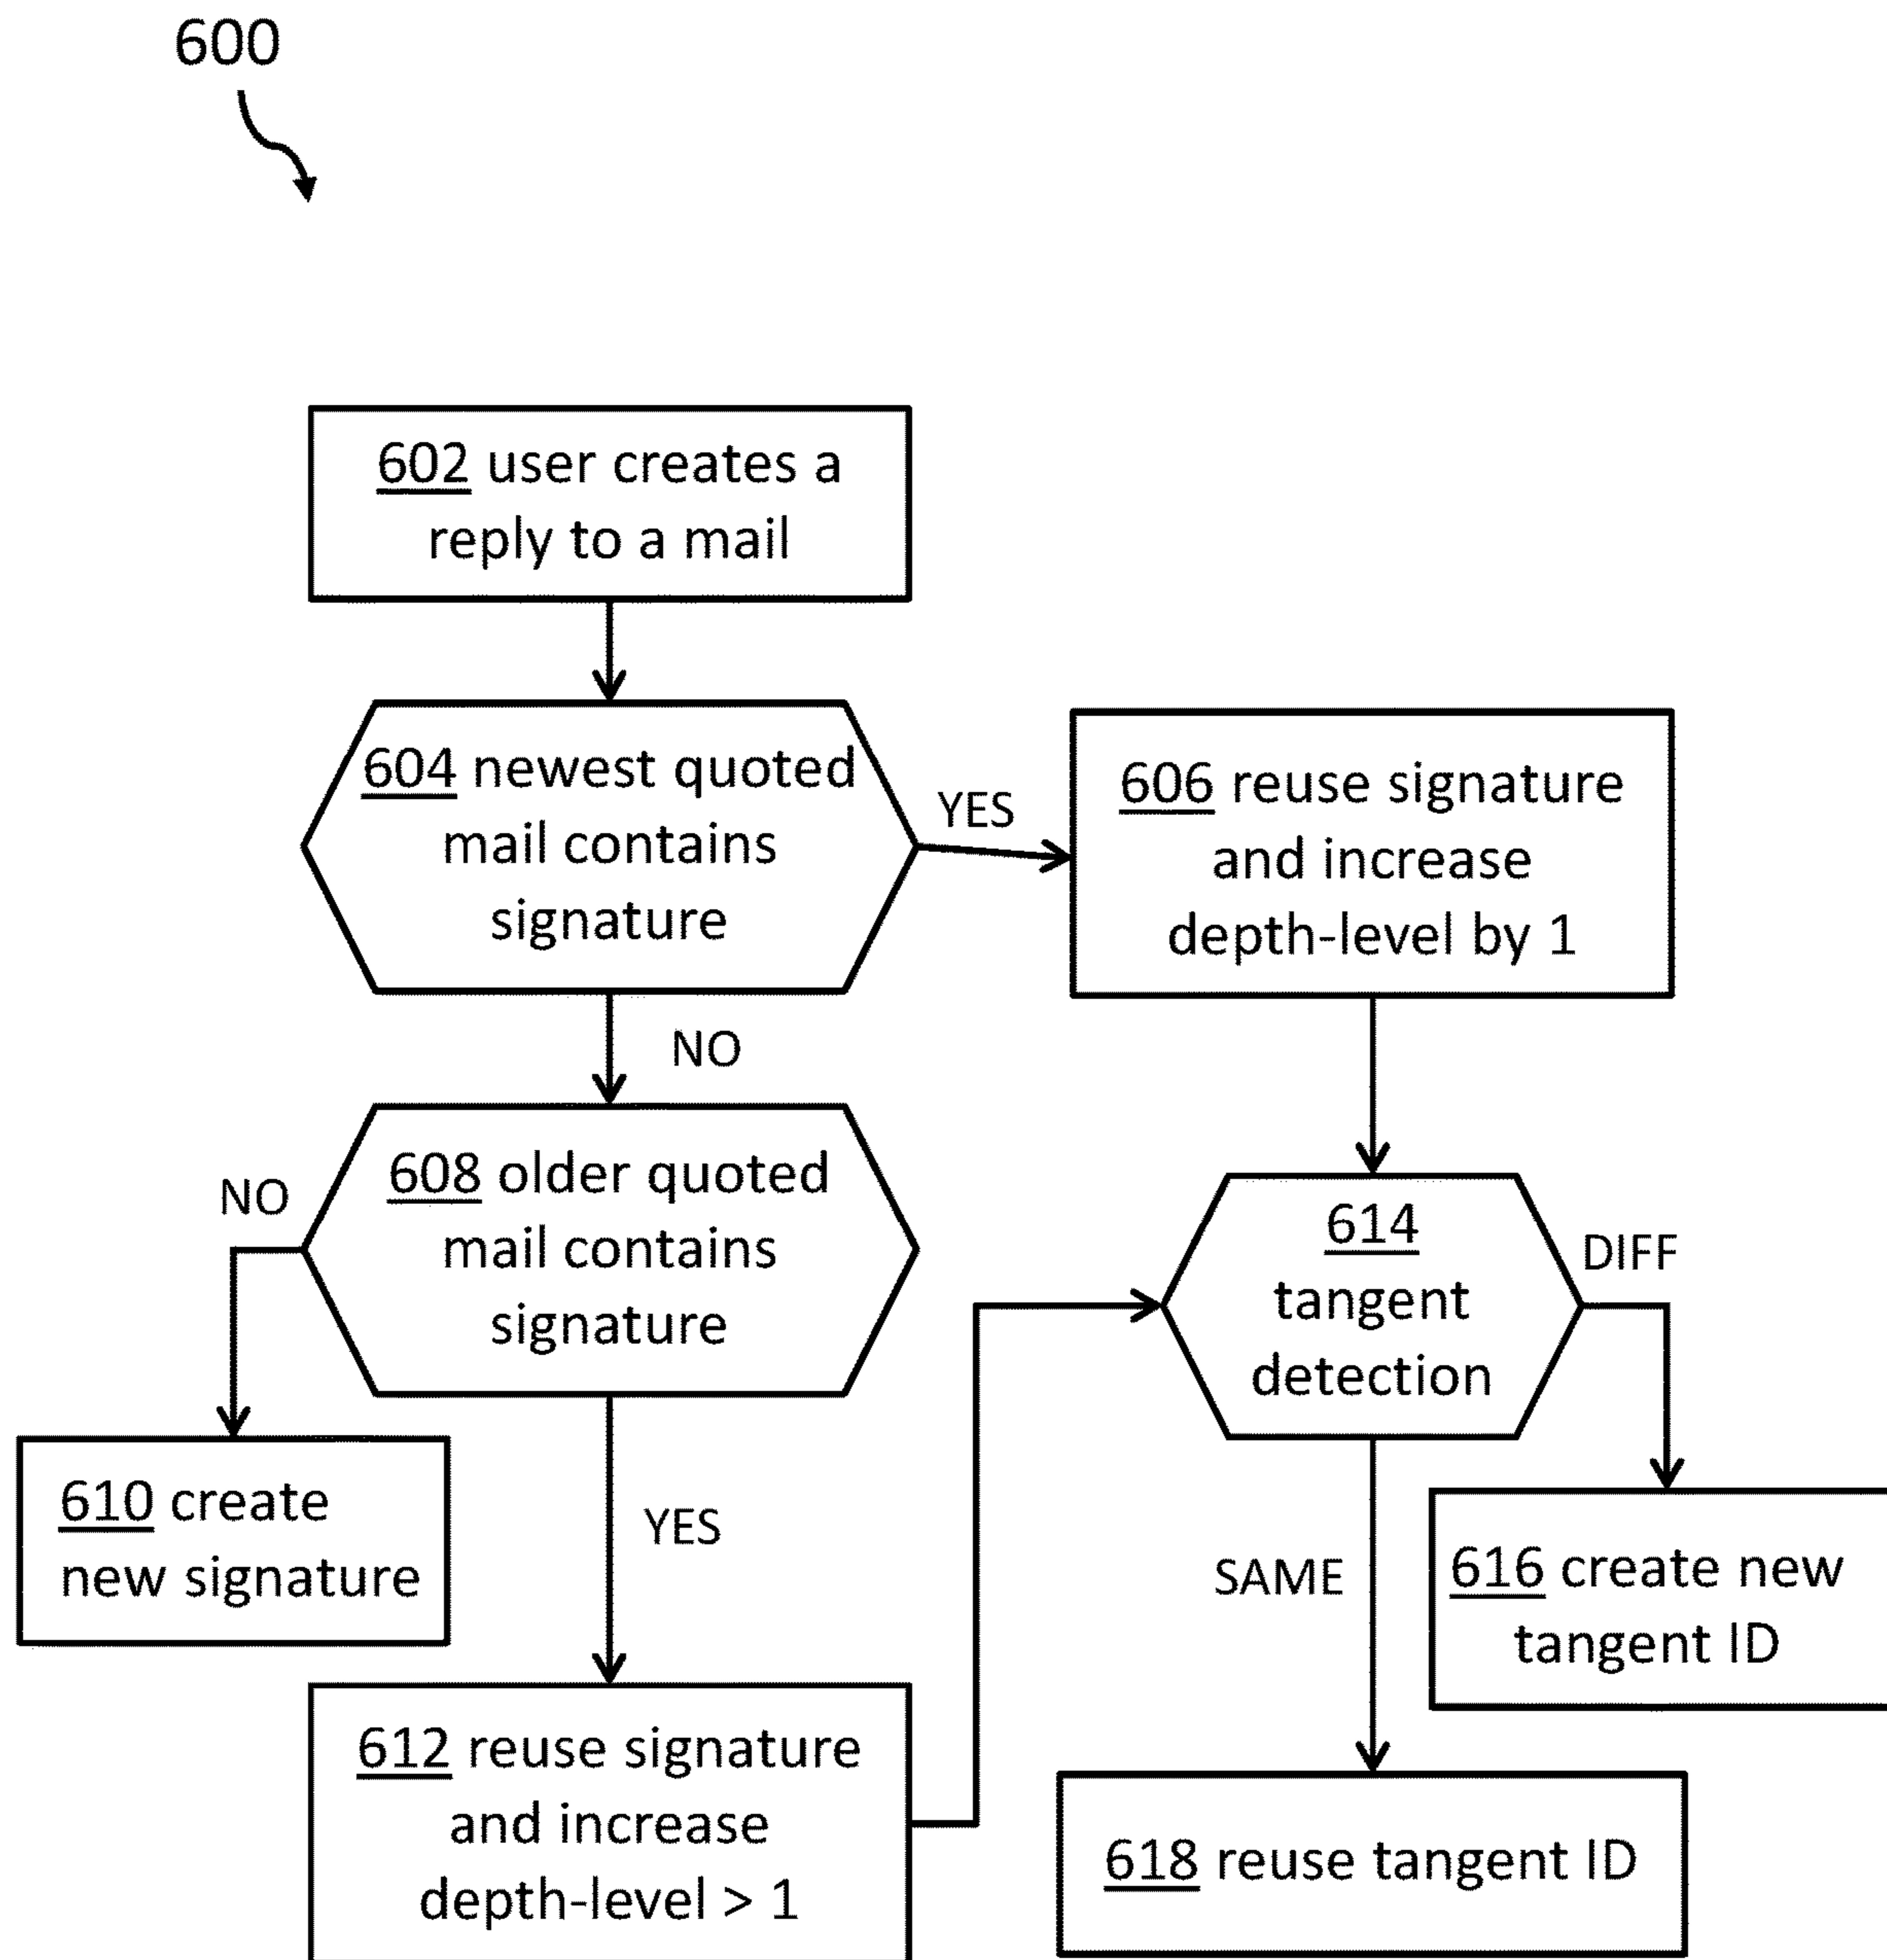 600
602 user creates a
reply to a mail
604 newest quoted
mail contains
signature
YES
606 reuse signature
and increase
depth-level by 1
NO
608 older quoted
mail contains
signature
NO
614
tangent
detection
DIFF
610 create
new signature
YES
SAME
616 create new
tangent ID
612 reuse signature
and increase
depth-level > 1
618 reuse tangent ID